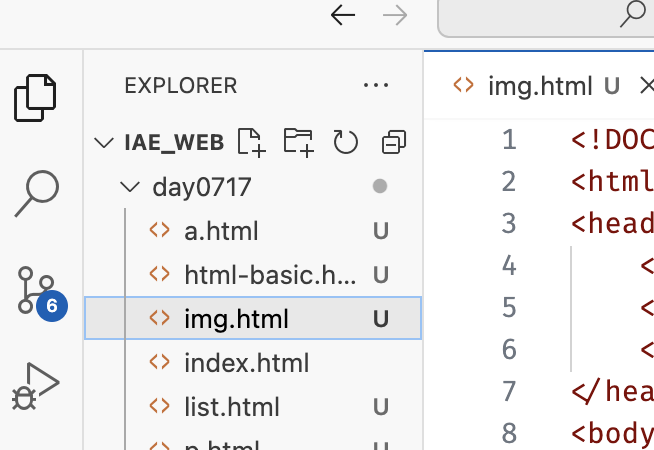 EXPLORER ···
img.html U
IAE_WEB
day0717
a.html U
html-basic.h... U
img.html U
index.html
list.html U
6
1 <!DOC
2 <html
3 <head
4 <
5 <
6 <
7 </hea
8 <body